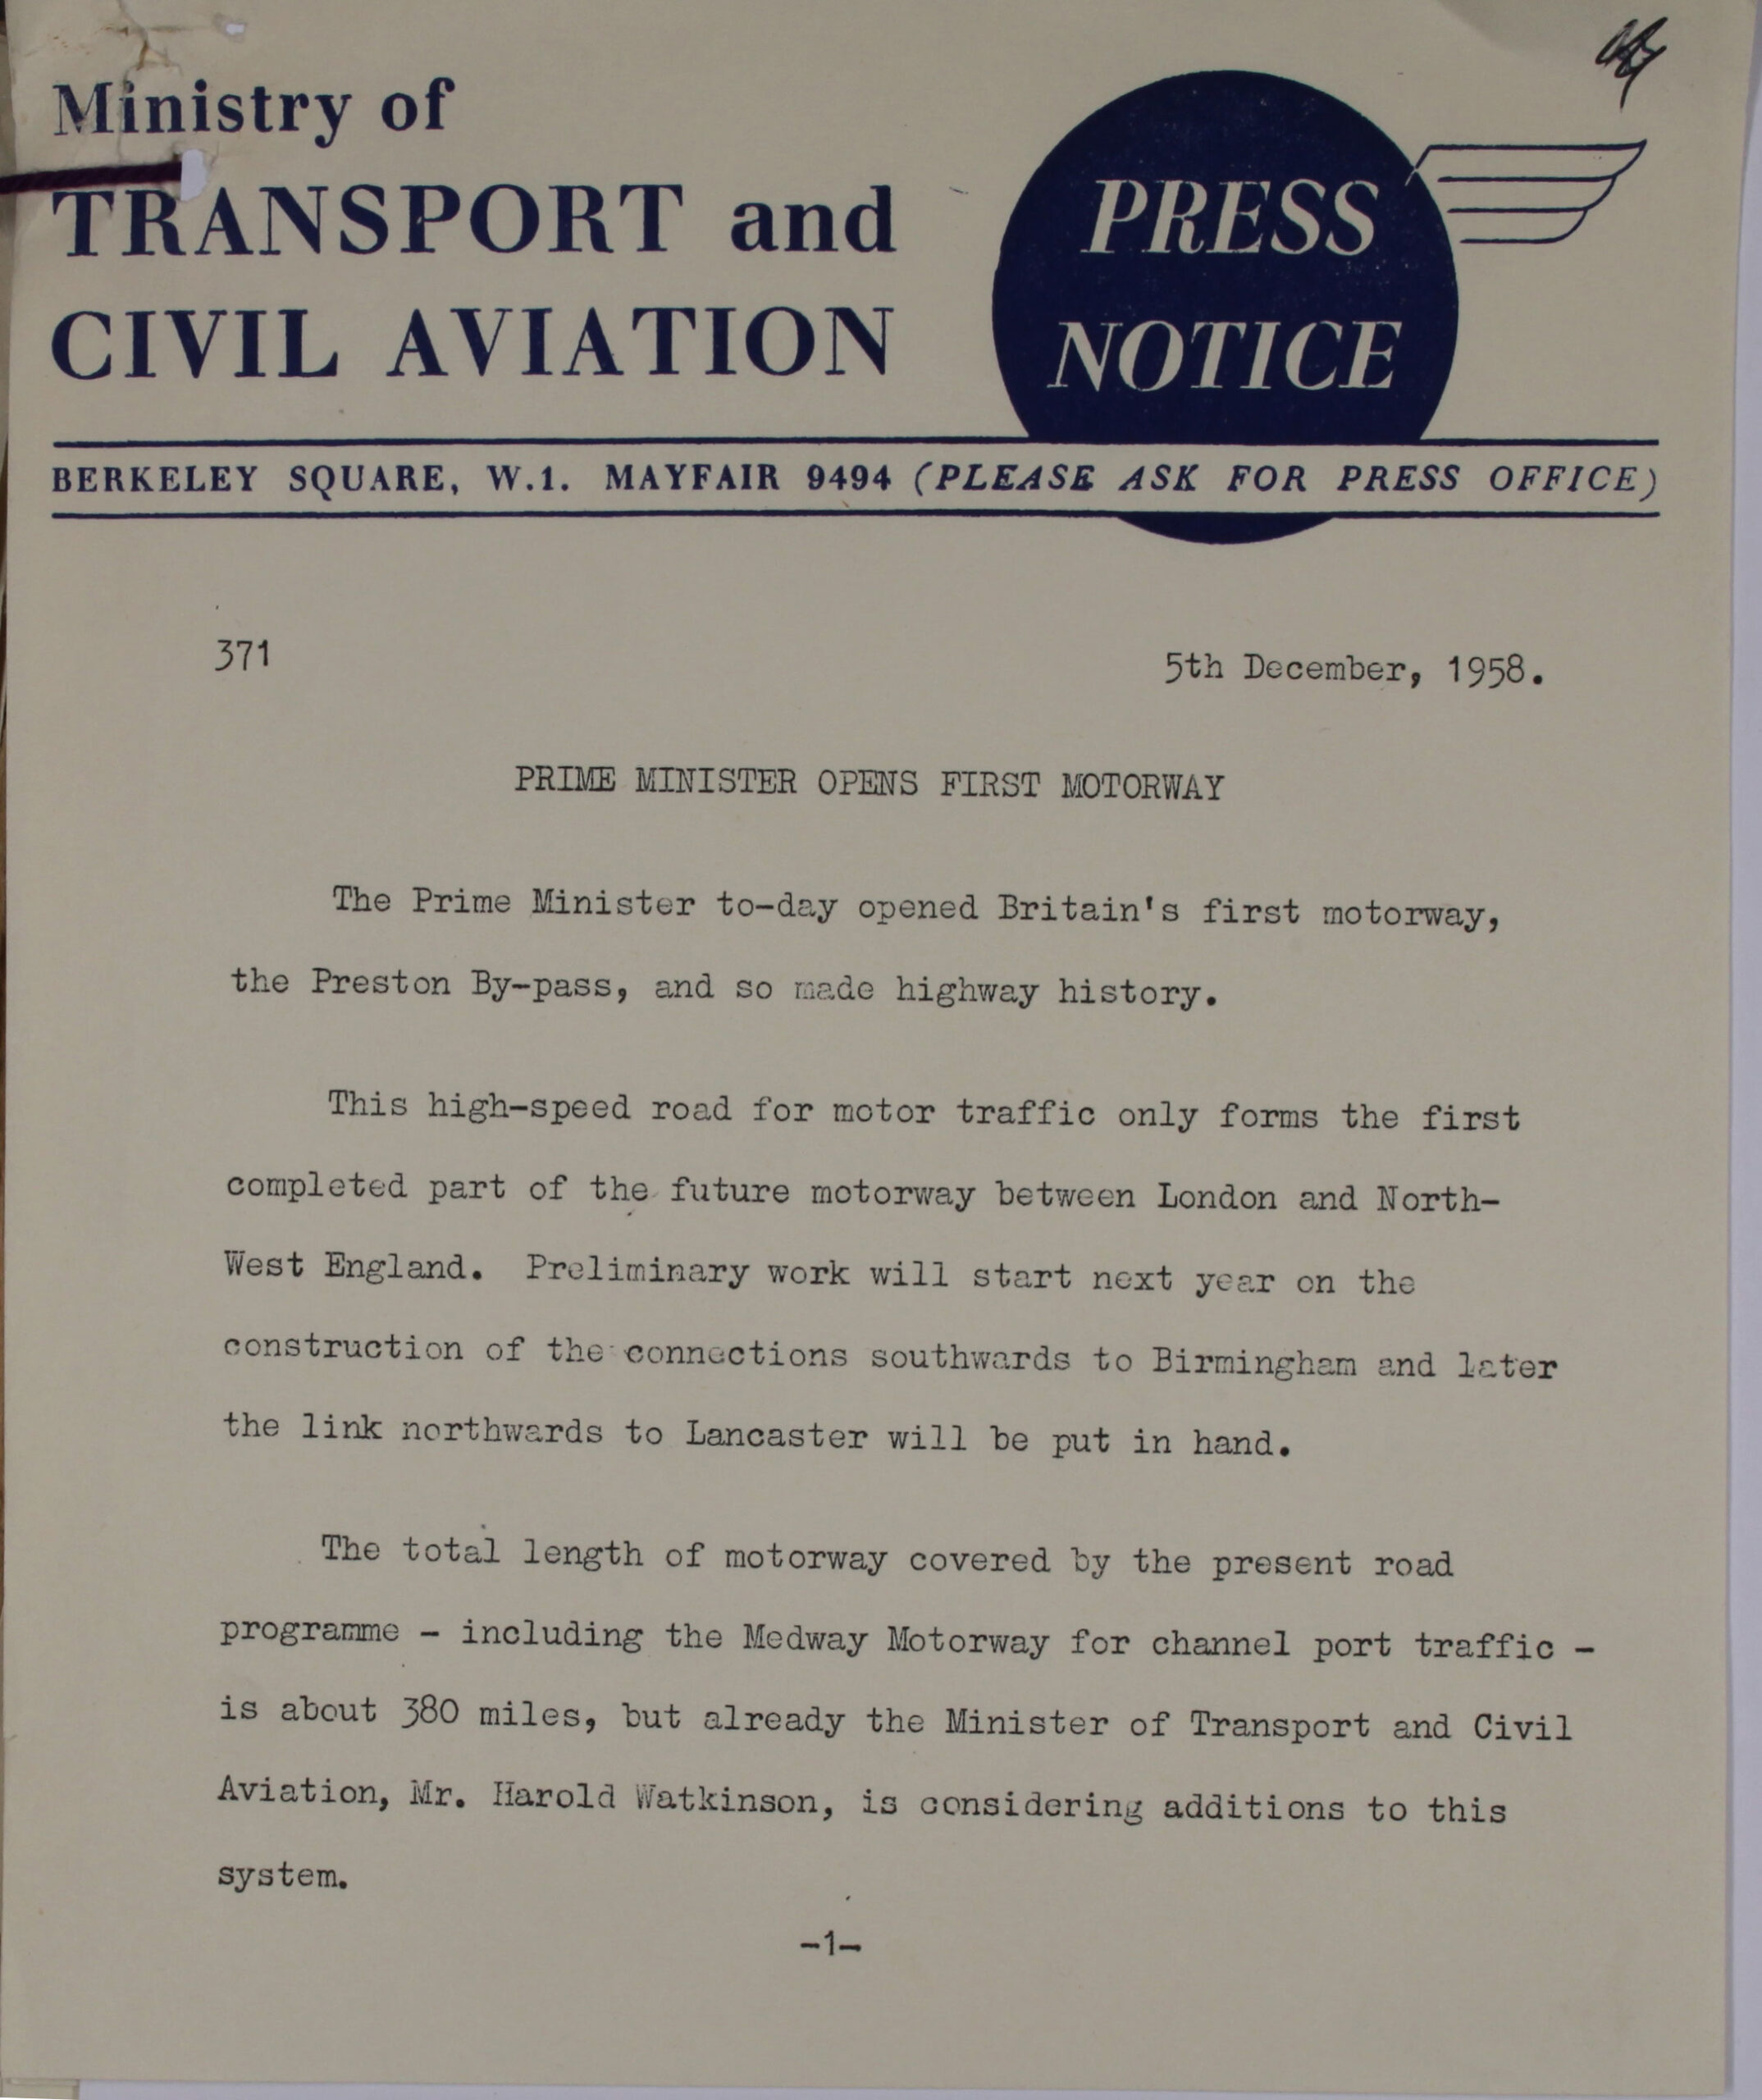 Ministry of
TRANSPORT and
CIVIL AVIATION
PRESS
NOTICE
BERKELEY SQUARE, W.1. MAYFAIR 9494 (PLEASE ASK FOR PRESS OFFICE)
371
5th December, 1958.
PRIME MINISTER OPENS FIRST MOTORWAY
The Prime Minister to-day opened Britain's first motorway,
the Preston By-pass, and so made highway history.
This high-speed road for motor traffic only forms the first
completed part of the future motorway between London and North-
West England. Preliminary work will start next year on the
construction of the connections southwards to Birmingham and later
the link northwards to Lancaster will be put in hand.
The total length of motorway covered by the present road
programme - including the Medway Motorway for channel port traffic -
is about 380 miles, but already the Minister of Transport and Civil
Aviation, Mr. Harold Watkinson, is considering additions to this
system.
-1-